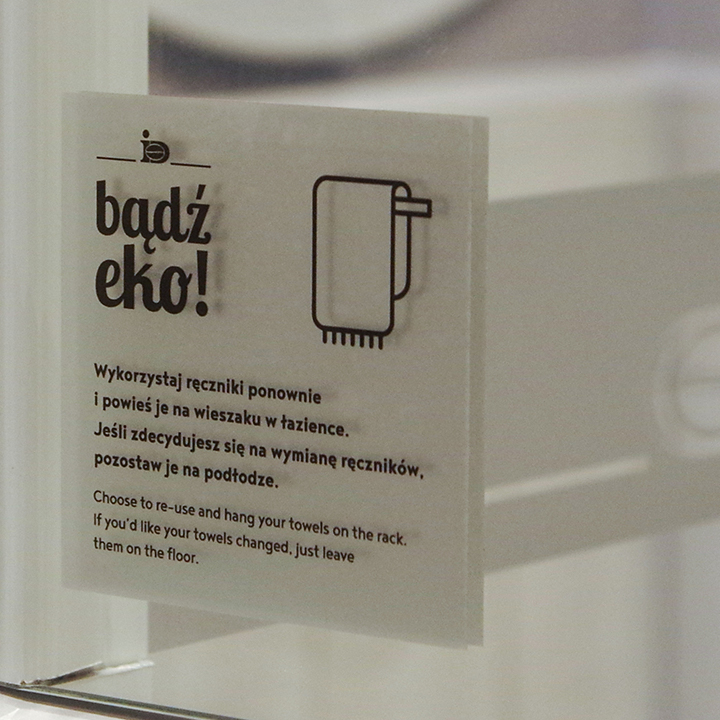 bądź
eko!
Wykorzystaj ręczniki ponownie
i powieś je na wieszaku w łazience.
Jeśli zdecydujesz się na wymianę ręczników,
pozostaw je na podłodze.
Choose to re-use and hang your towels on the rack.
If you'd like your towels changed, just leave
them on the floor.